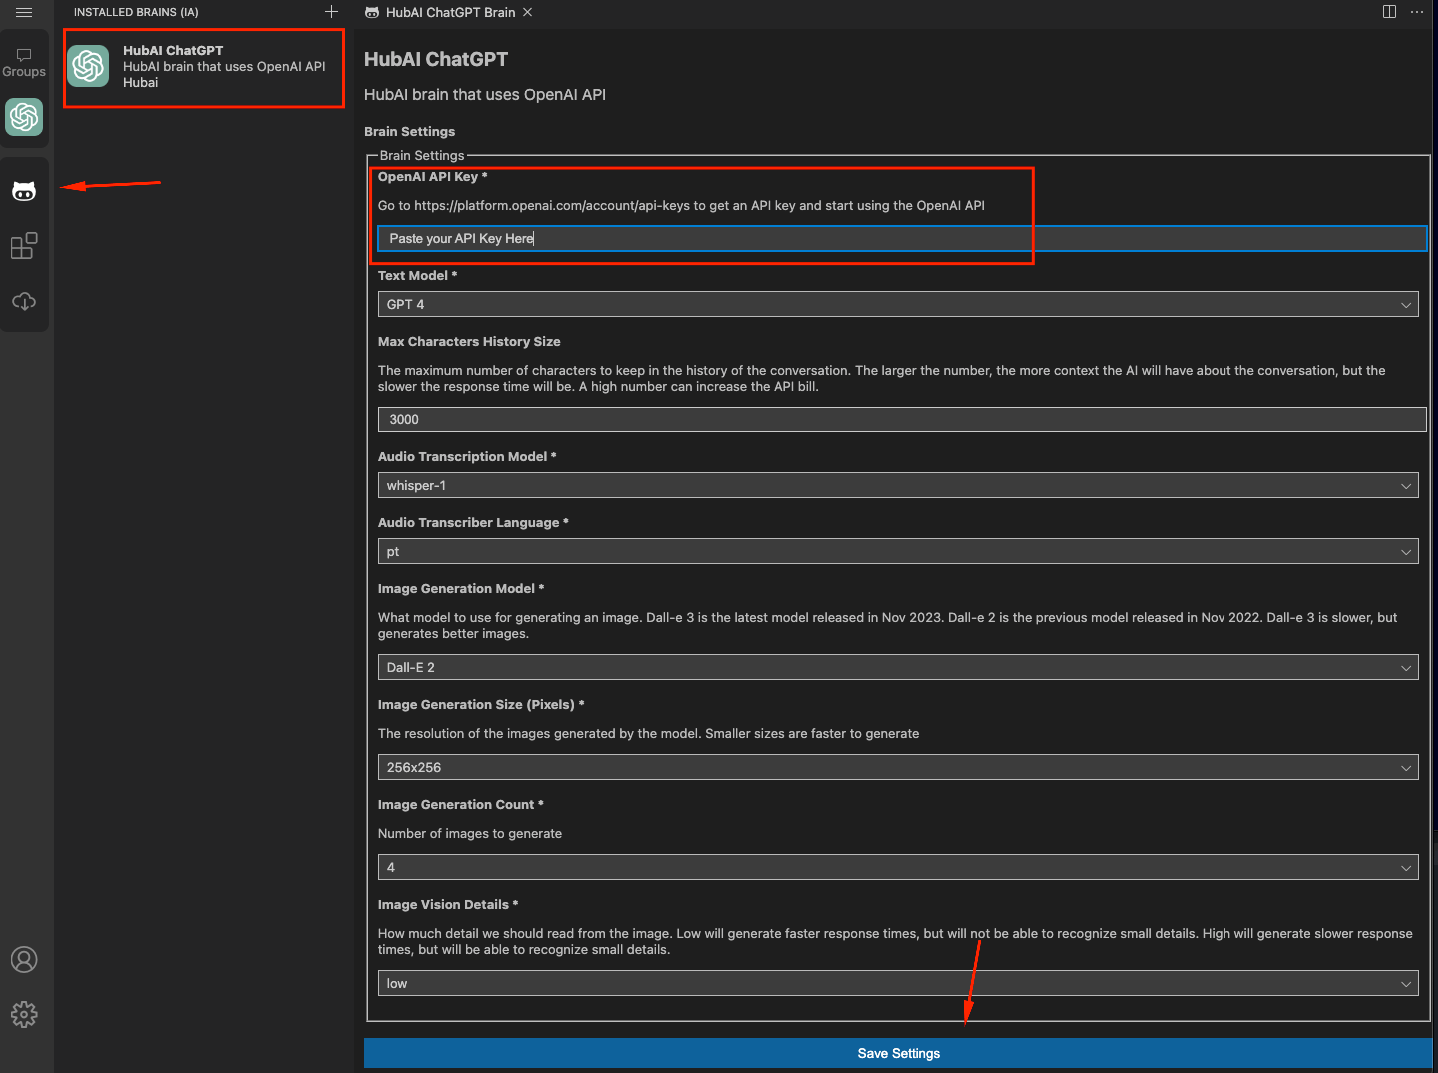 INSTALLED BRAINS (IA)
HubAI ChatGPT Brain
Groups
HubAI ChatGPT
HubAI brain that uses OpenAI API
Hubai
HubAI ChatGPT
HubAI brain that uses OpenAI API
Brain Settings
Brain Settings
OpenAI API Key *
Go to https://platform.openai.com/account/api-keys to get an API key and start using the OpenAI API
Paste your API Key Here
Text Model *
GPT 4
Max Characters History Size
The maximum number of characters to keep in the history of the conversation. The larger the number, the more context the AI will have about the conversation, but the
slower the response time will be. A high number can increase the API bill.
3000
Audio Transcription Model *
whisper-1
Audio Transcriber Language *
pt
Image Generation Model *
What model to use for generating an image. Dall-e 3 is the latest model released in Nov 2023. Dall-e 2 is the previous model released in Nov 2022. Dall-e 3 is slower, but
generates better images.
Dall-E 2
Image Generation Size (Pixels) *
The resolution of the images generated by the model. Smaller sizes are faster to generate
256x256
Image Generation Count *
Number of images to generate
4
Image Vision Details *
How much detail we should read from the image. Low will generate faster response times, but will not be able to recognize small details. High will generate slower response
times, but will be able to recognize small details.
low
Save Settings